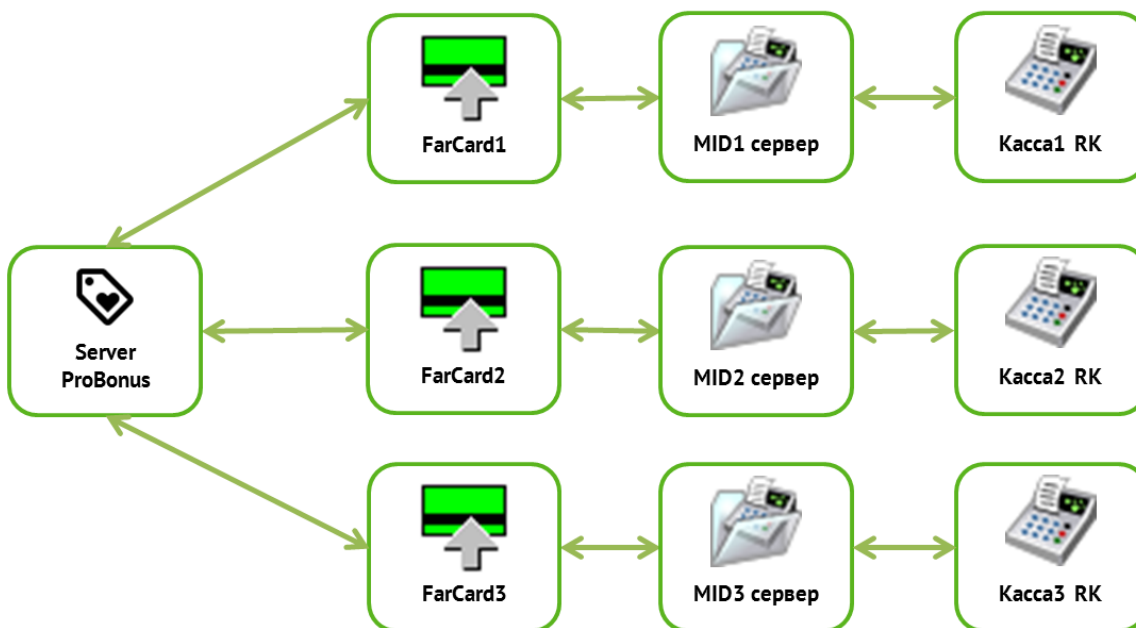 FarCard1
MID1 сервер
Касса1 RK
Server
ProBonus
FarCard2
MID2 сервер
Касса2 RK
FarCard3
MID3 сервер
Касса3 RK